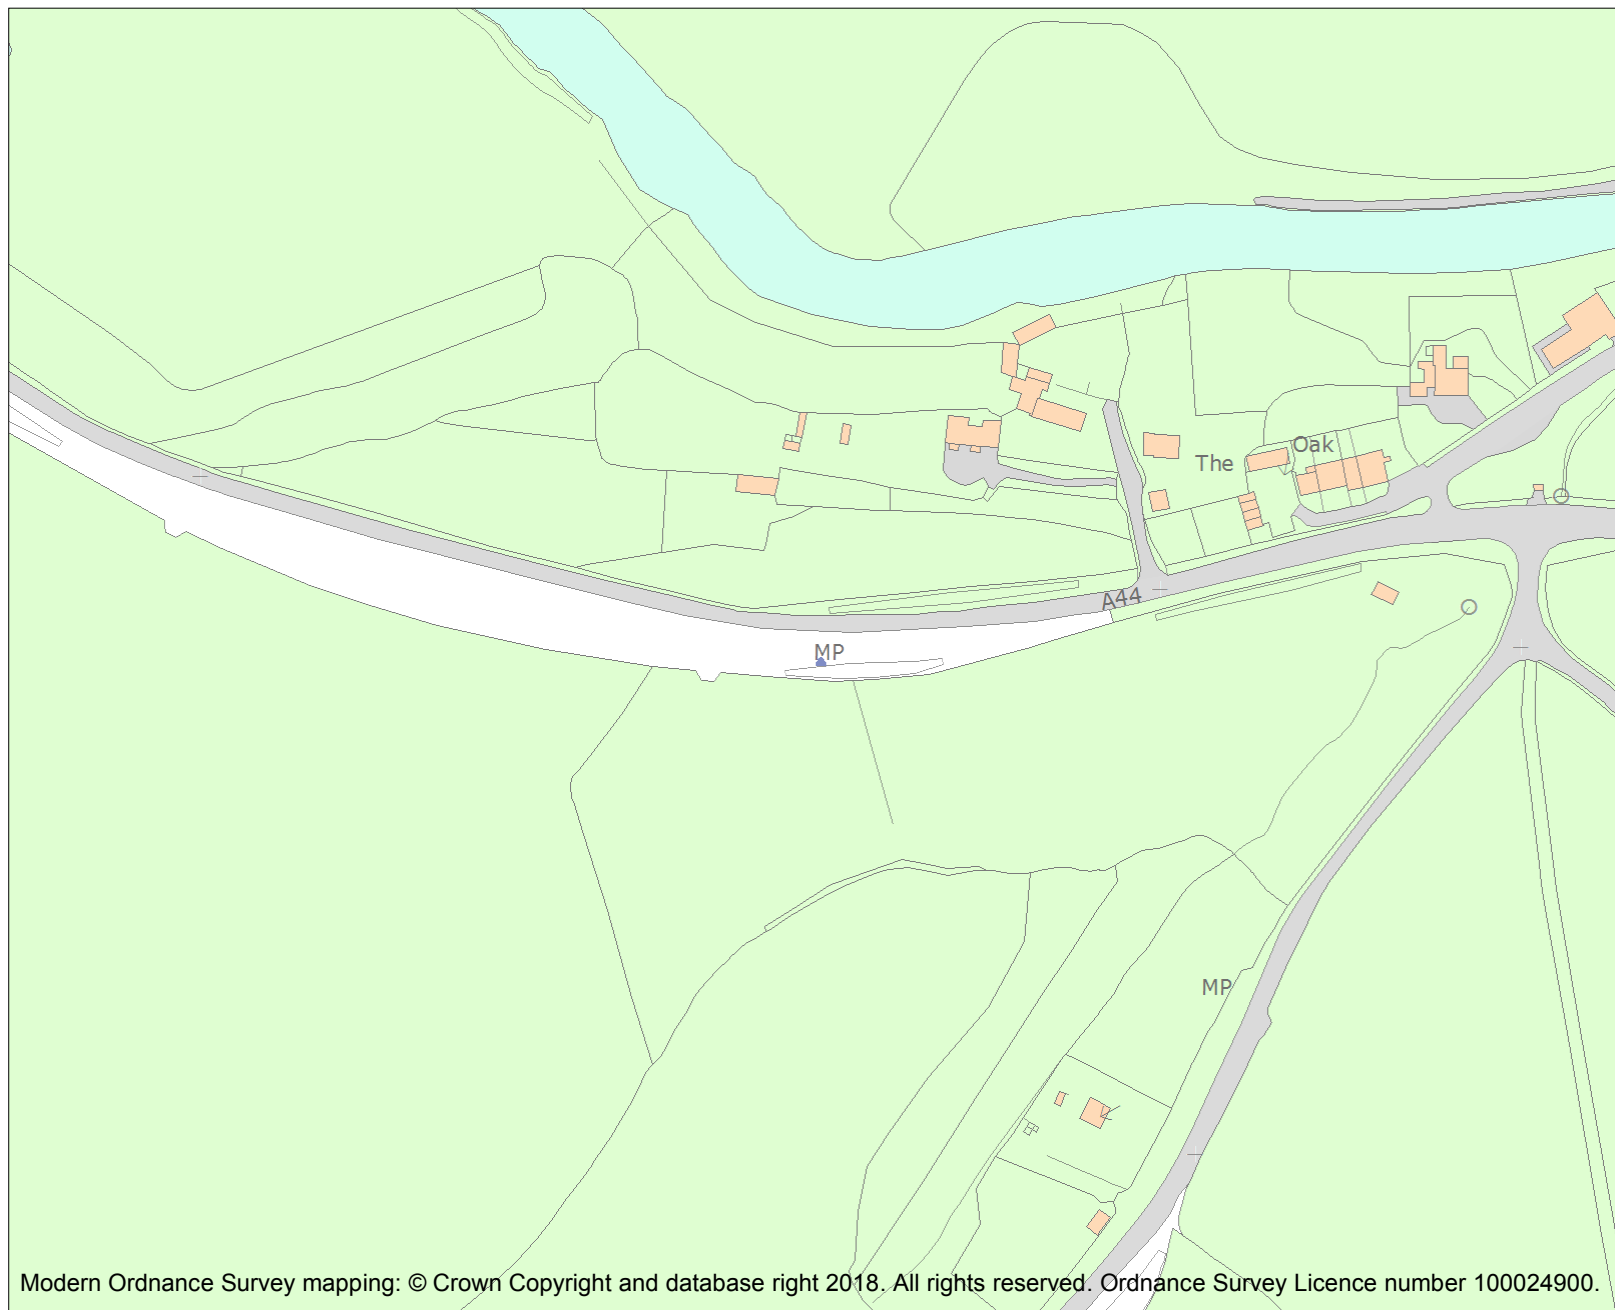 Oak
The
A44
MP
MP
Modern Ordnance Survey mapping: © Crown Copyright and database right 2018. All rights reserved. Ordnance Survey Licence number 100024900.